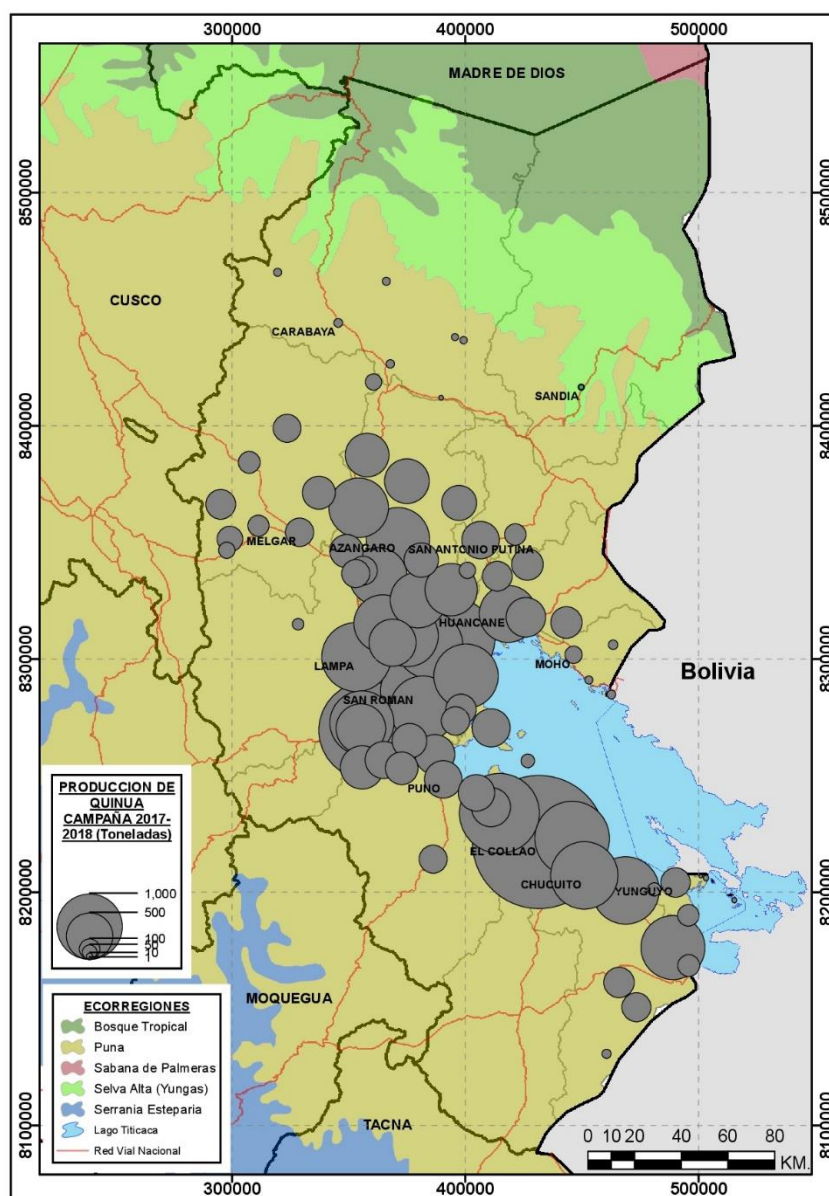 300000 400000 500000
MADRE DE DIOS
8500000 8500000
CUSCO
CARABAYA
SANDIA
8400000 8400000
MELGAR AZANGARO SAN ANTONIO PUTINA
HUANCANE
8300000 8300000
LAMPA MOHO Bolivia
SAN ROMAN
PUNO
EL COLLAO
CHUCUITO YUNGUYO
8200000 8200000
PRODUCCION DE
QUINUA
CAMPAÑA 2017-
2018 (Toneladas)
1,000
500
100
50
10
1
MOQUEGUA
TACNA
ECORREGIONES
Bosque Tropical
Puna
Sabana de Palmeras
Selva Alta (Yungas)
Serrania Esteparia
Lago Titicaca
Red Vial Nacional
8100000 8100000
0 10 20 40 60 80
KM.
300000 400000 500000